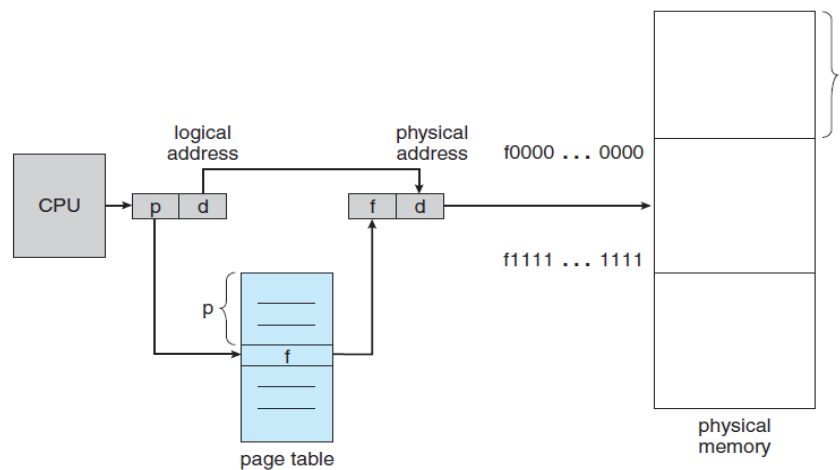 logical
address
physical
address
f0000 ... 0000
CPU
p
d
f
d
f1111 ... 1111
p
f
page table
physical
memory